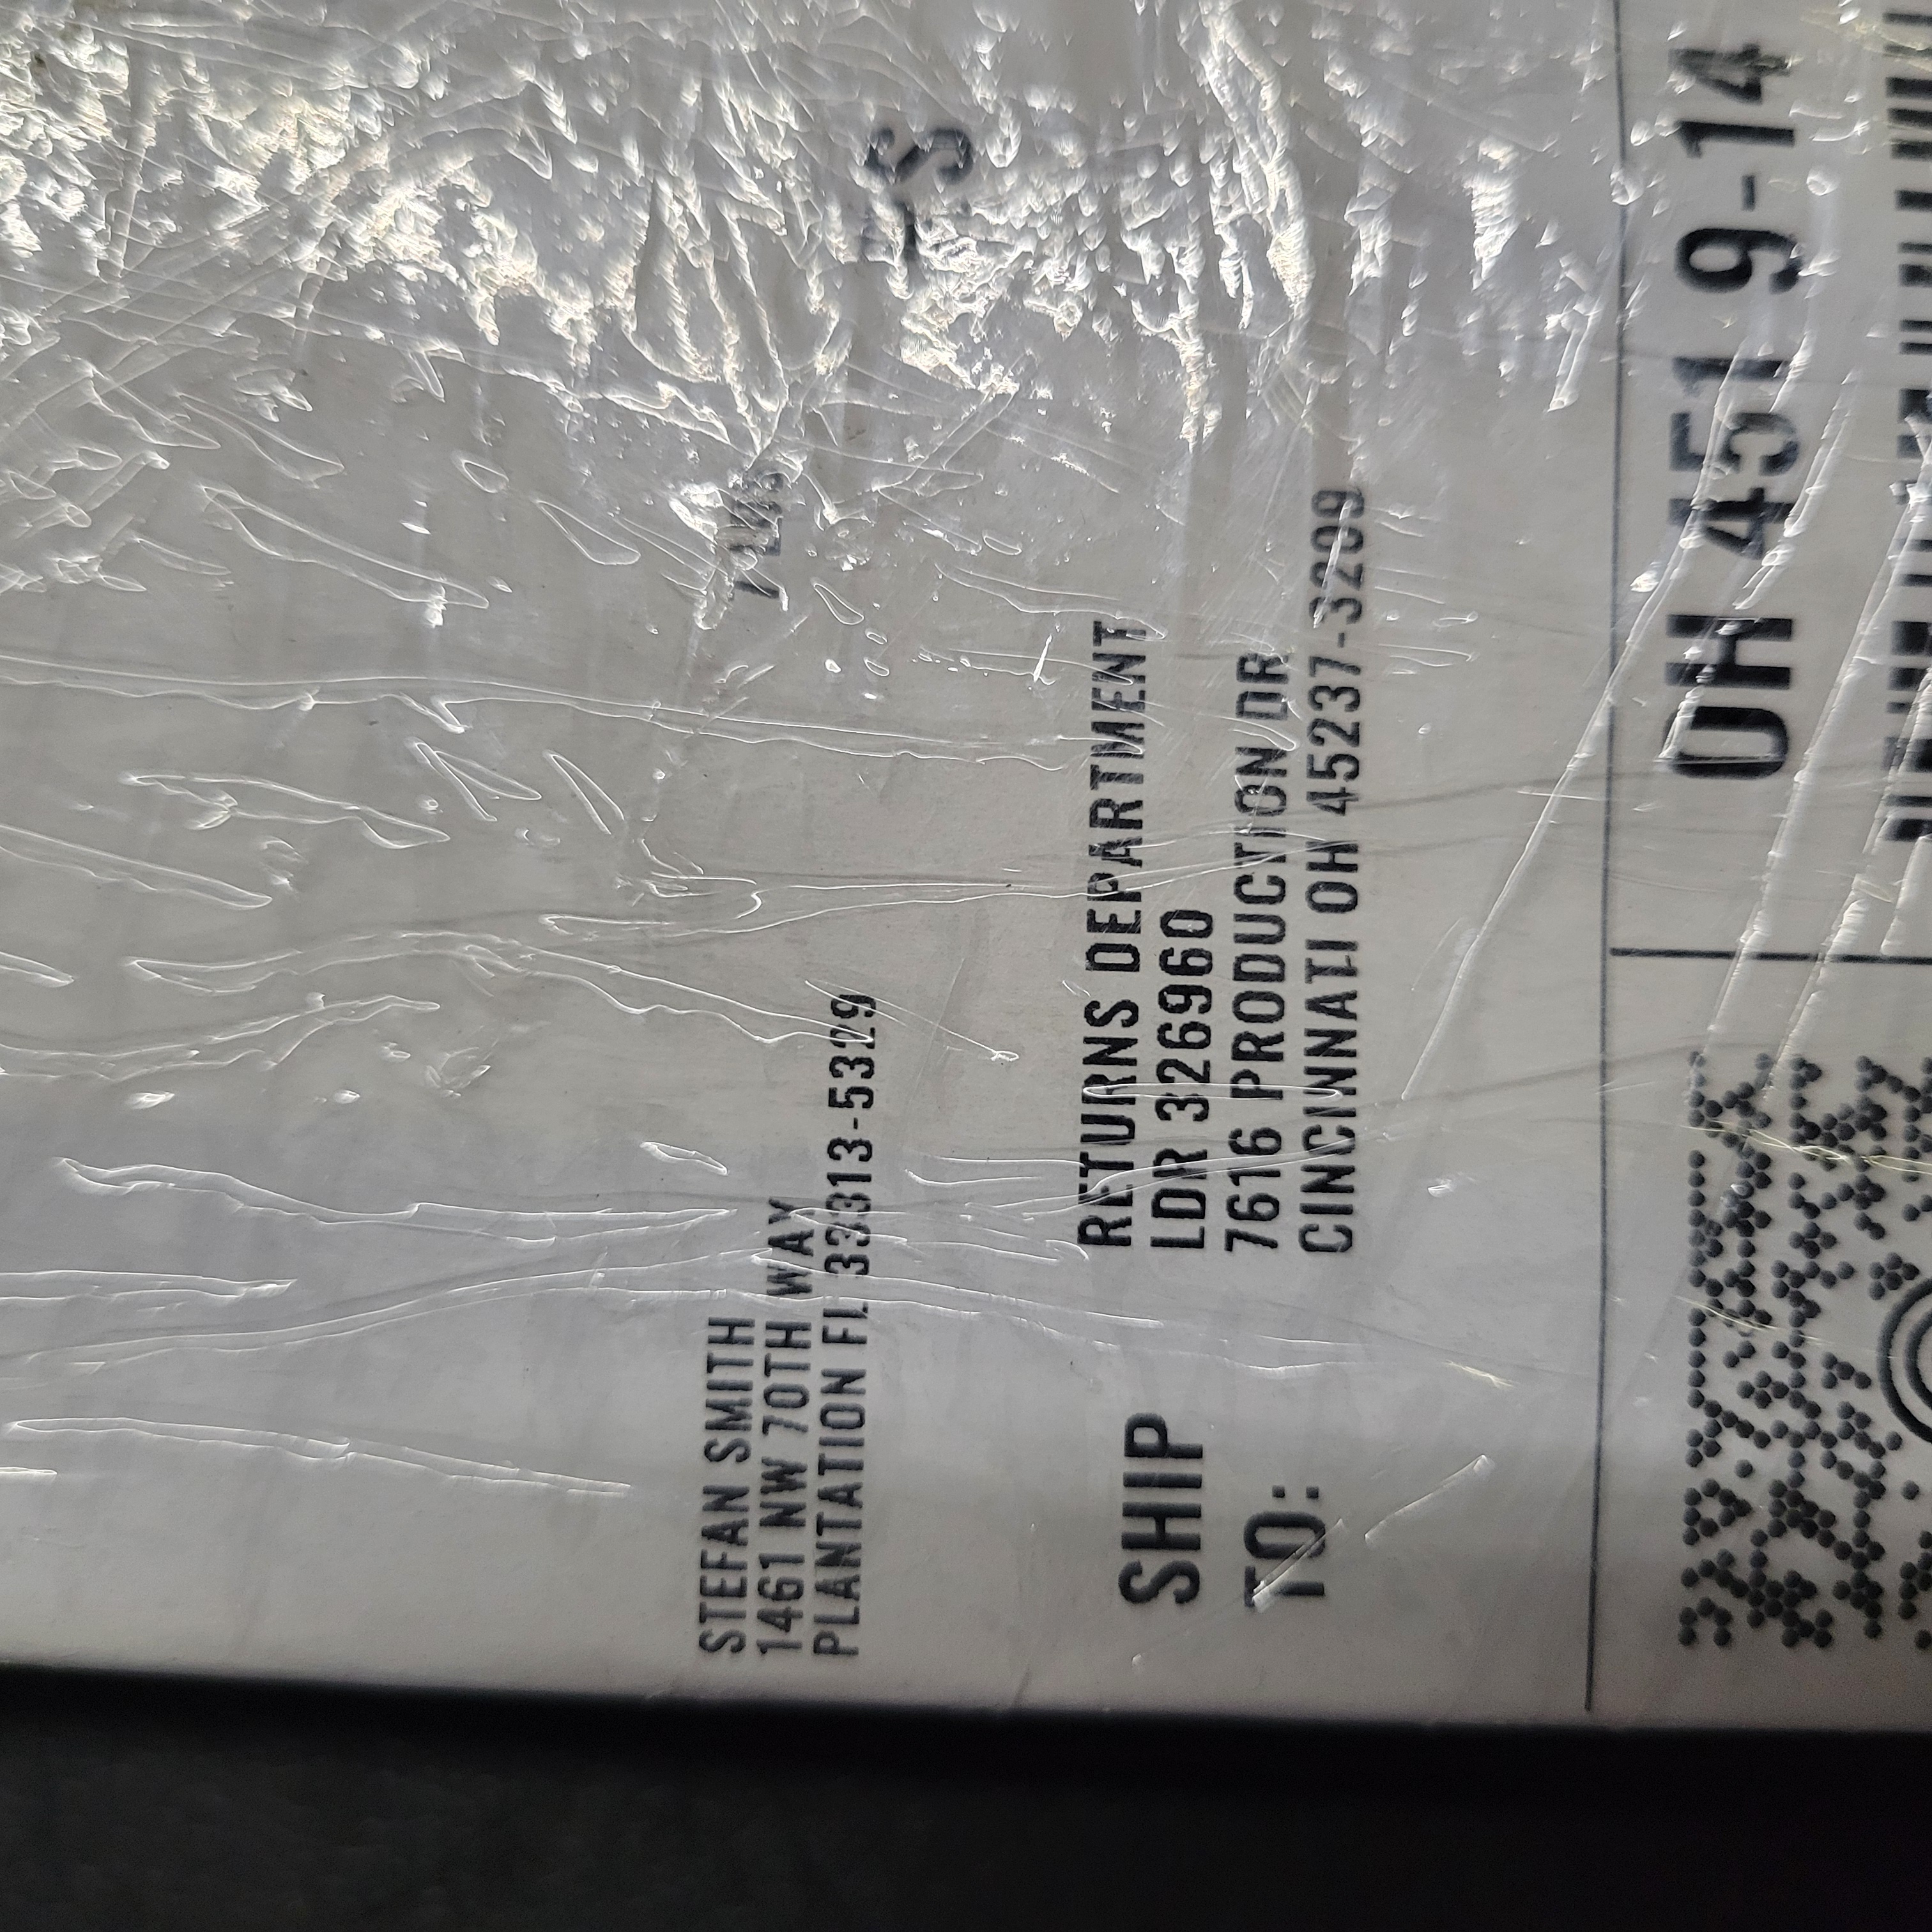 STEFAN SMITH
1461 NW 70TH WAY
PLANTATION FL 33313-5329
SHIP
TO:
RETURNS DEPARTMENT
LDR 326960
7616 PRODUCTION DR
CINCINNATI OH 45237-3209
OH 451 9-14